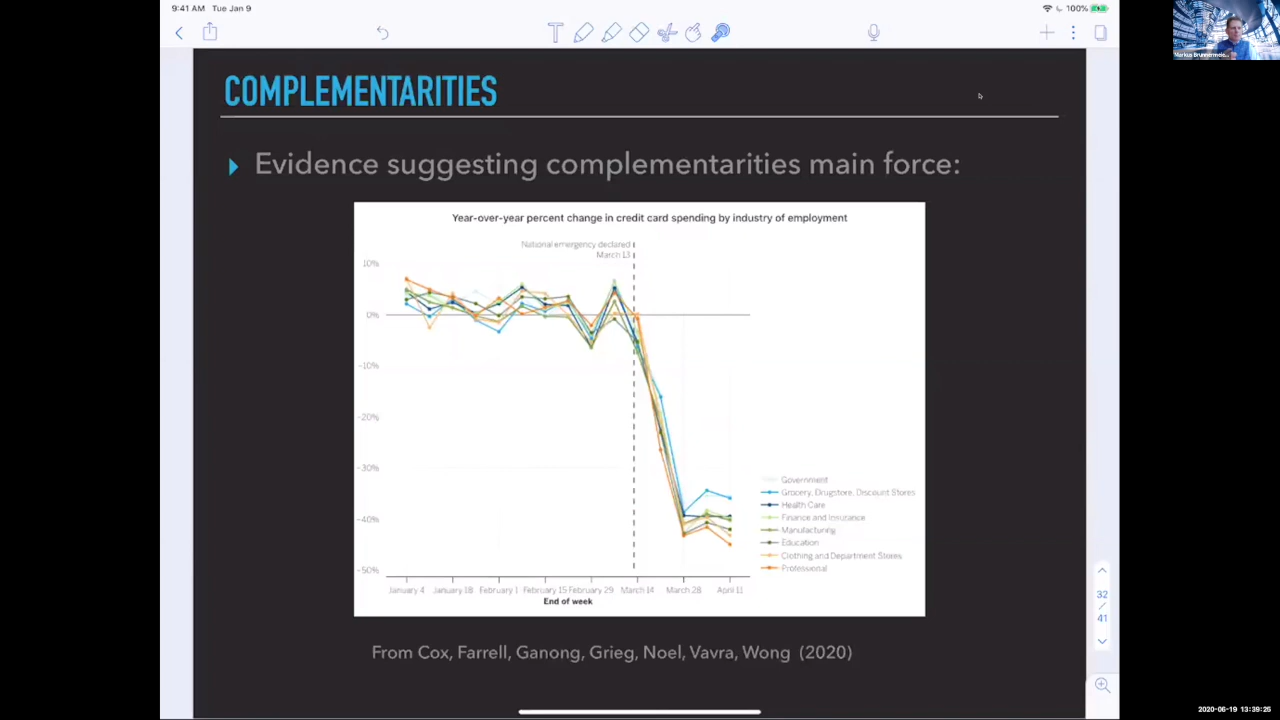 9:41 AM Tue Jan 9
100%
COMPLEMENTARITIES
Evidence suggesting complementarities main force:
Year-over-year percent change in credit card spending by industry of employment
National emergency declared
March 13
10%
0%
-10%
-20%
-30%
-40%
-50%
Government
Grocery, Drugstore, Discount Stores
Health Care
Finance and Insurance
Manufacturing
Education
Clothing and Department Stores
Professional
January 4 January 18 February 1 February 15 February 29 March 14 March 28 April 11
End of week
From Cox, Farrell, Ganong, Grieg, Noel, Vavra, Wong (2020)
32
/
41
Markus Brunnermeie...
2020-06-19 13:39:25